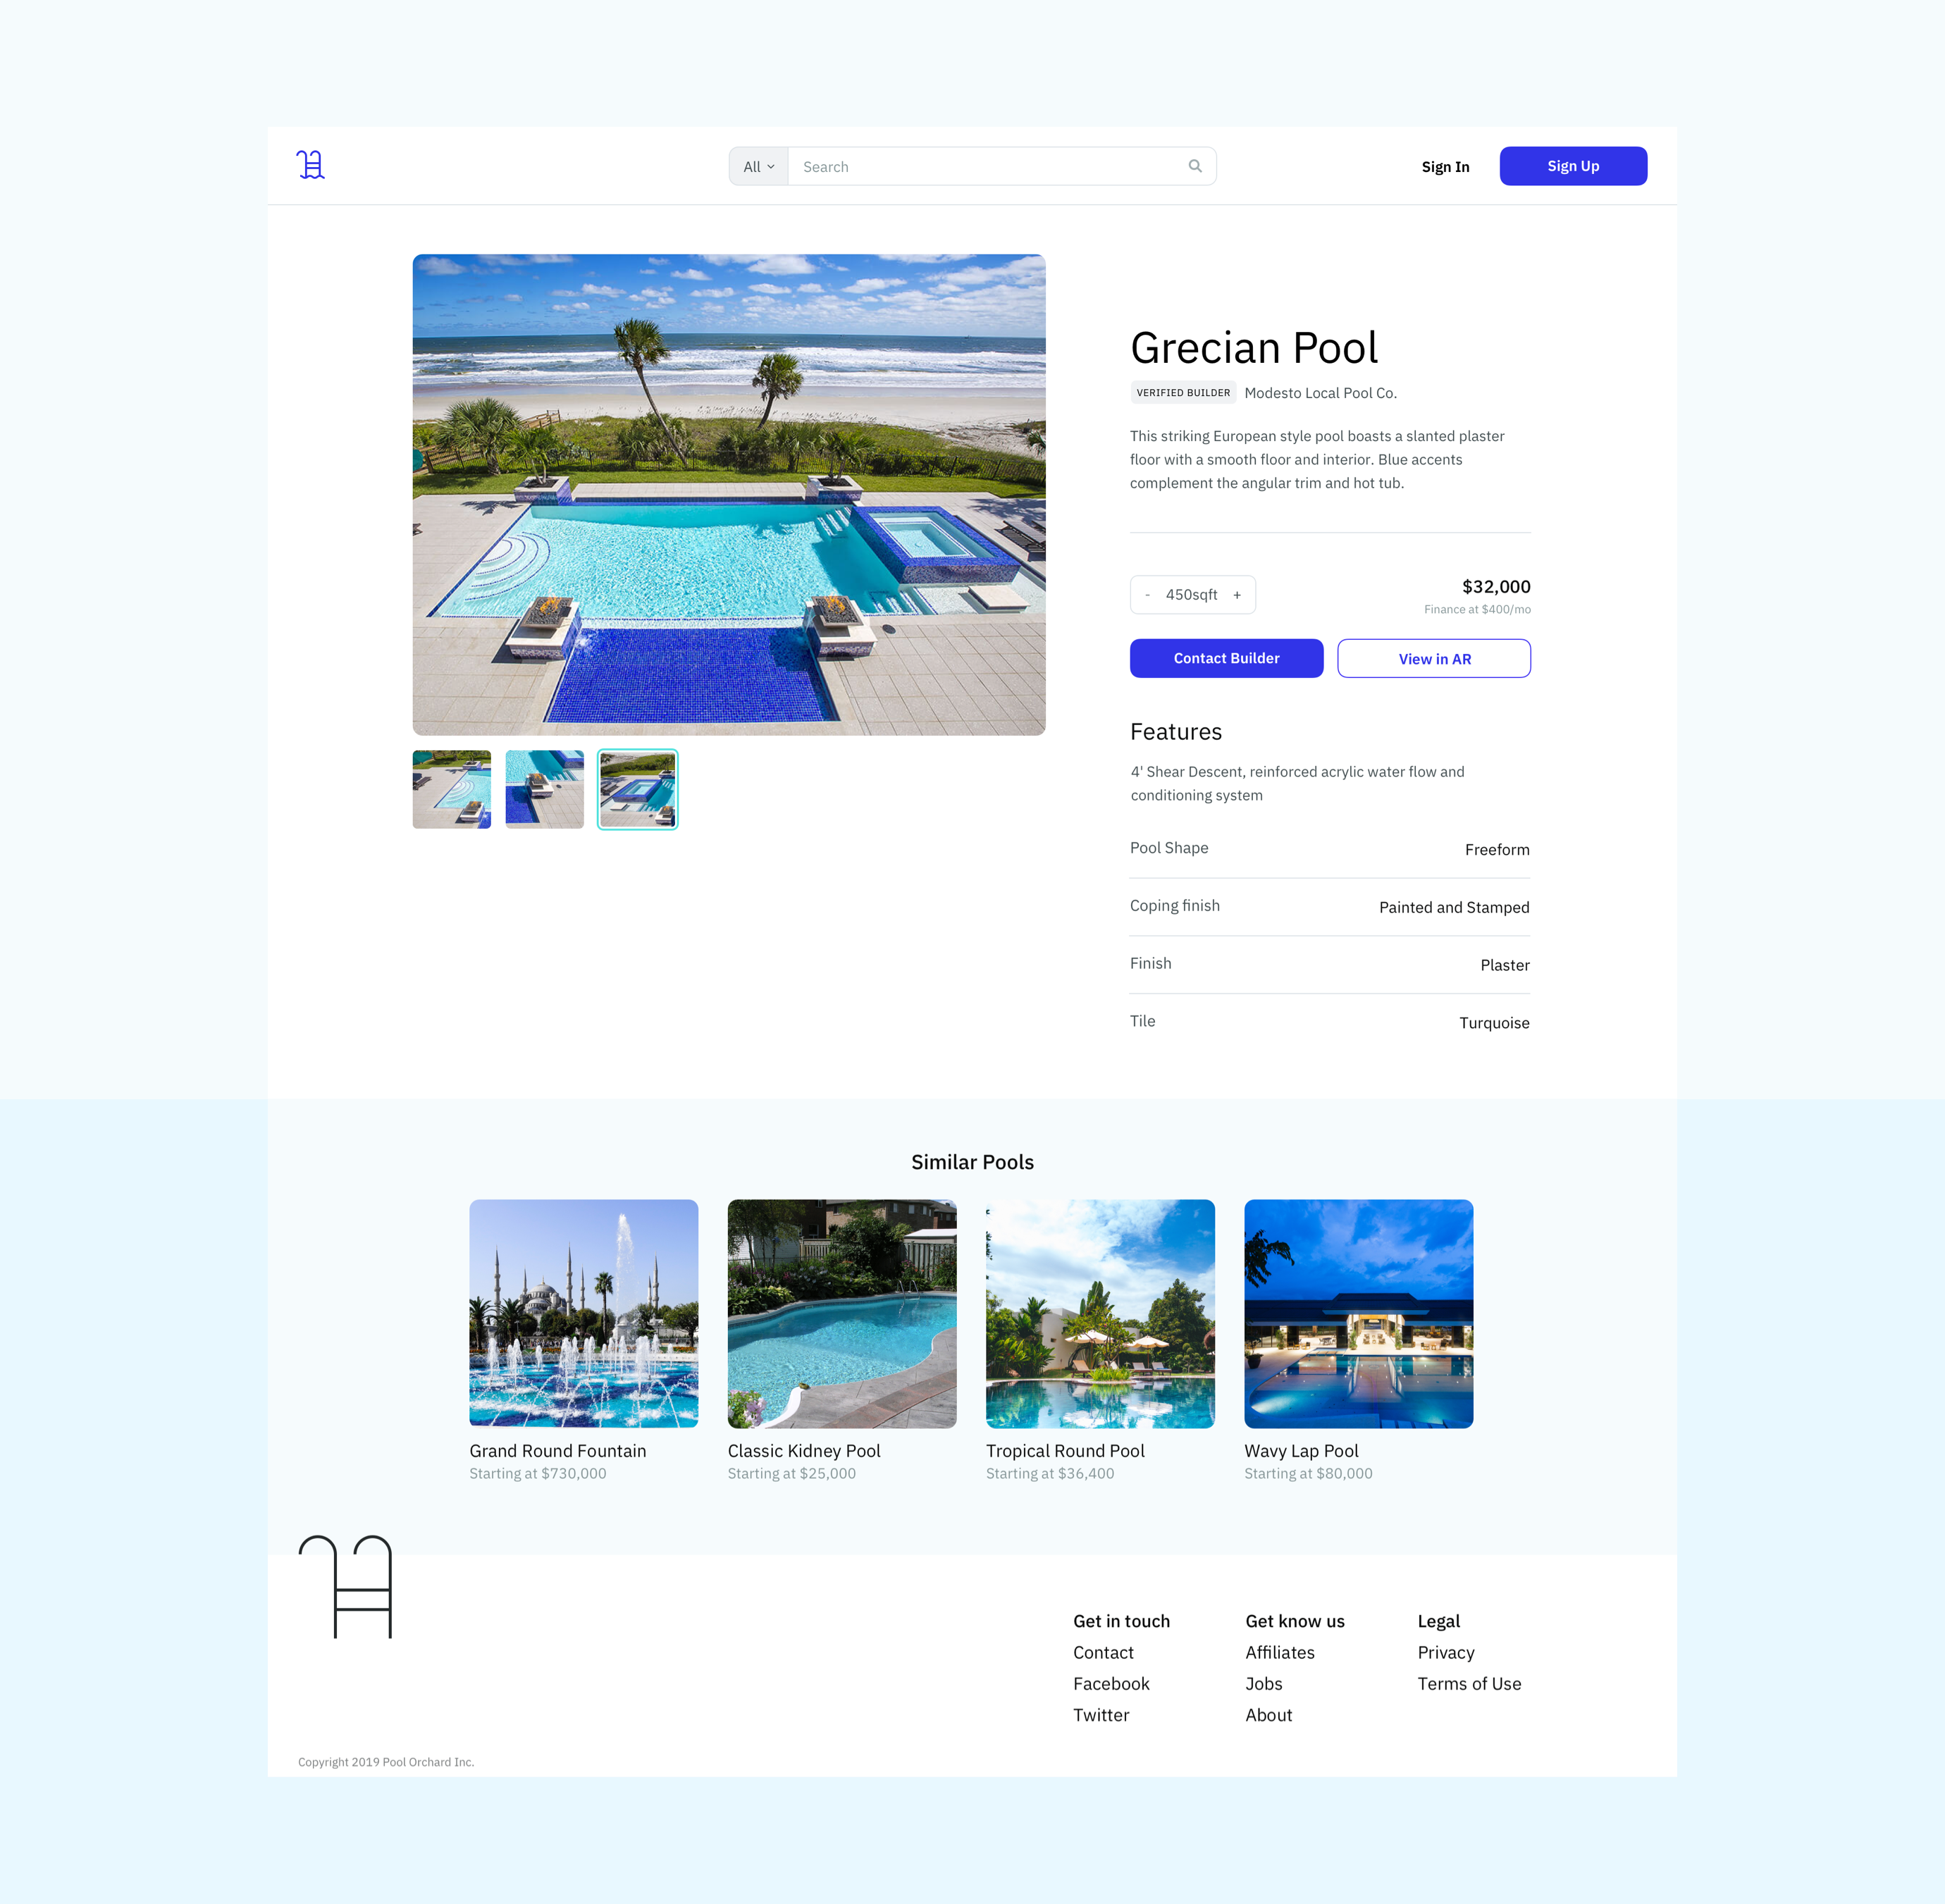 All
Search
Sign In
Sign Up
Grecian Pool
VERIFIED BUILDER Modesto Local Pool Co.
This striking European style pool boasts a slanted plaster
floor with a smooth floor and interior. Blue accents
complement the angular trim and hot tub.
- 450sqft +
$32,000
Finance at $400/mo
Contact Builder
View in AR
Features
4' Shear Descent, reinforced acrylic water flow and
conditioning system
Pool Shape Freeform
Coping finish Painted and Stamped
Finish Plaster
Tile Turquoise
Similar Pools
Grand Round Fountain
Starting at $730,000
Classic Kidney Pool
Starting at $25,000
Tropical Round Pool
Starting at $36,400
Wavy Lap Pool
Starting at $80,000
Get in touch
Contact
Facebook
Twitter
Get know us
Affiliates
Jobs
About
Legal
Privacy
Terms of Use
Copyright 2019 Pool Orchard Inc.